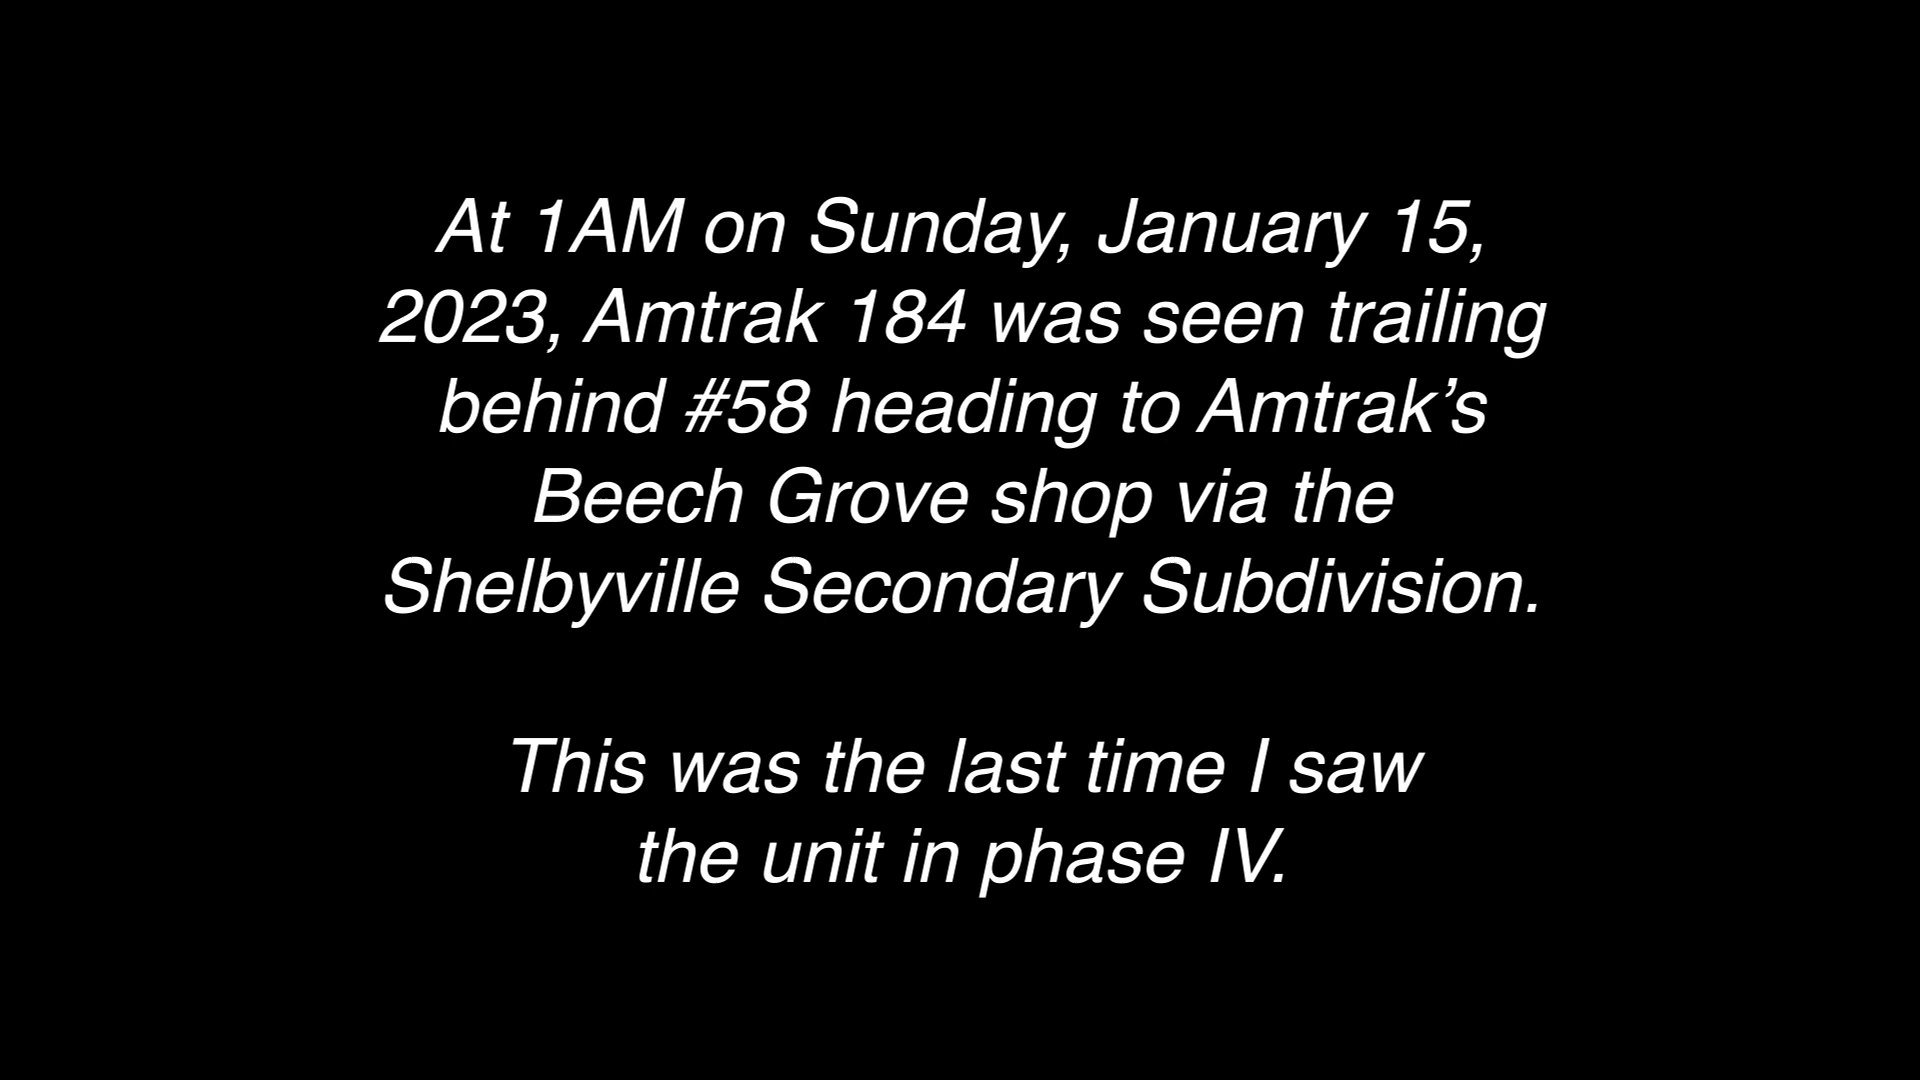 At 1AM on Sunday, January 15,
2023, Amtrak 184 was seen trailing
behind #58 heading to Amtrak’s
Beech Grove shop via the
Shelbyville Secondary Subdivision.
This was the last time I saw
the unit in phase IV.